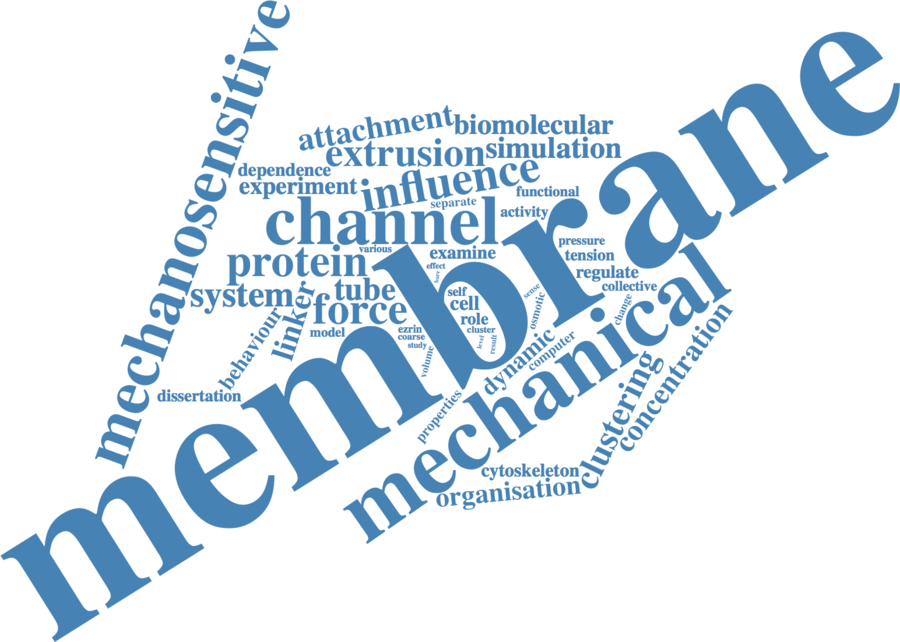 mechanosensitive
membrane
attachment
biomolecular
extrusion
simulation
dependence
experiment
influence
functional
separate
activity
channel
various
examine
pressure
protein
effect
tension
regulate
system
tube
self
collective
linker
force
cell
sense
osmotic
change
role
model
ezrin
cluster
coarse
study
level
result
behaviour
volume
dynamic
computer
mechanical
dissertation
properties
clustering
concentration
cytoskeleton
organisation